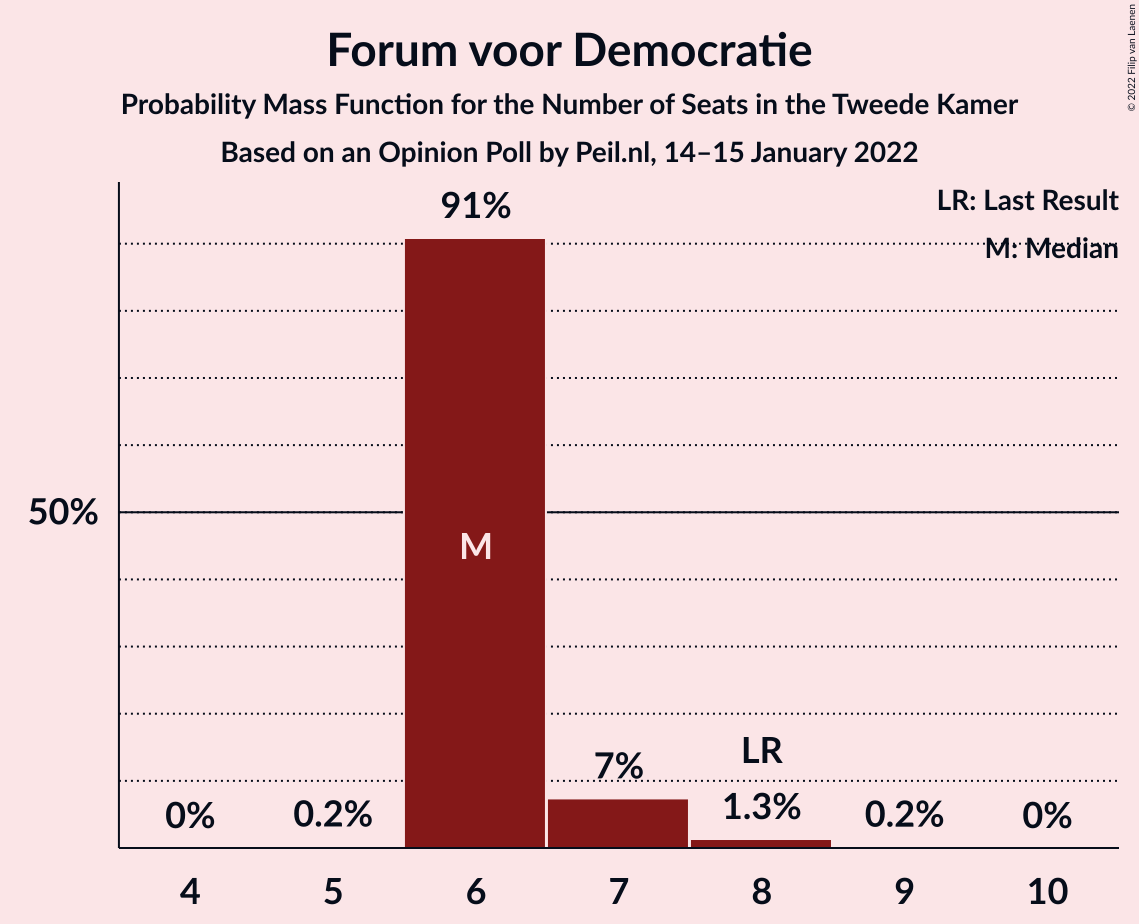 Forum voor Democratie
Probability Mass Function for the Number of Seats in the Tweede Kamer
Based on an Opinion Poll by Peil.nl, 14–15 January 2022
© 2022 Filip van Laenen
LR: Last Result
M: Median
91%
50%
M
LR
7%
0%
0.2%
1.3%
0.2%
0%
4 5 6 7 8 9 10